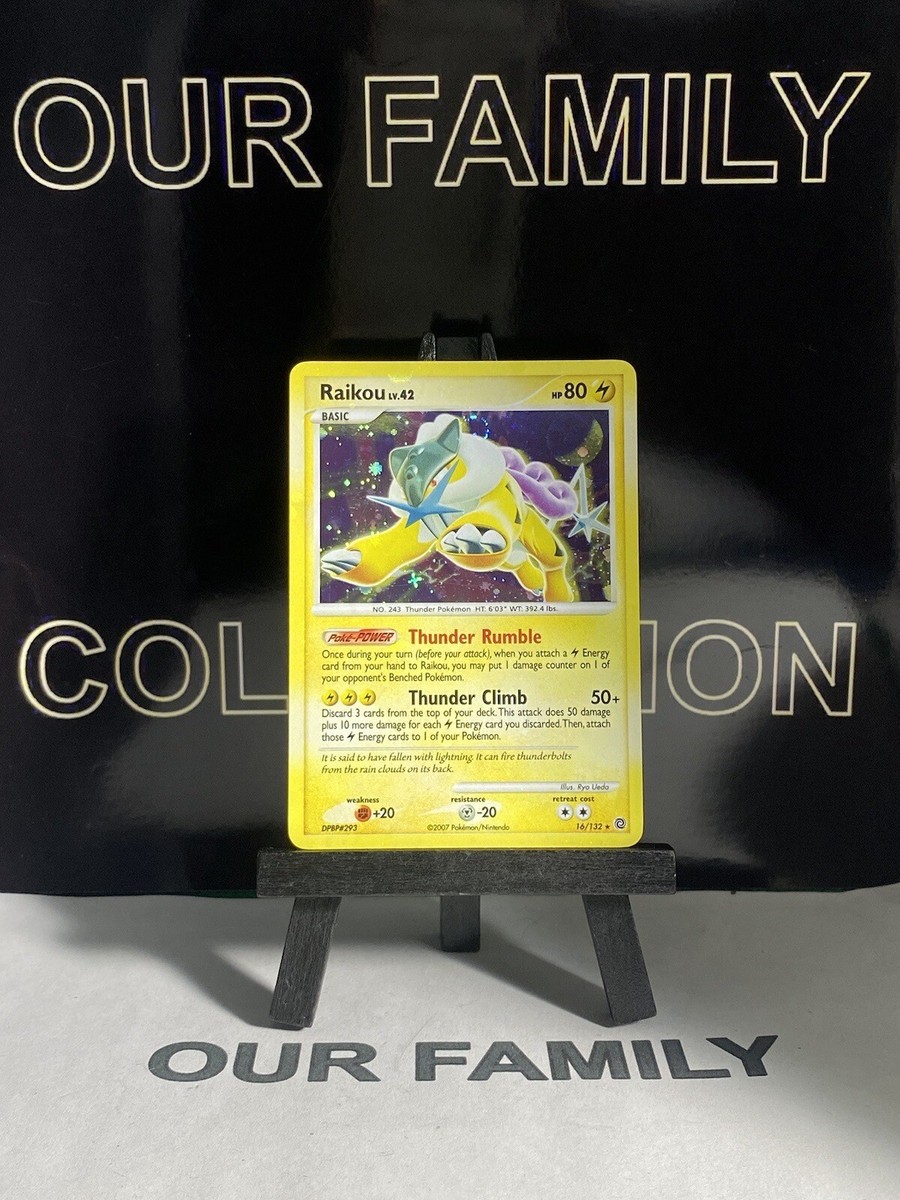 OUR FAMILY
COL ION
Raikou LV.42 HP 80
BASIC
NO. 243 Thunder Pokémon HT: 6'03" WT: 392.4 lbs.
Poké-POWER Thunder Rumble
Once during your turn (before your attack), when you attach a Energy
card from your hand to Raikou, you may put 1 damage counter on 1 of
your opponent's Benched Pokémon.
Thunder Climb 50+
Discard 3 cards from the top of your deck. This attack does 50 damage
plus 10 more damage for each Energy card you discarded. Then, attach
those Energy cards to 1 of your Pokémon.
It is said to have fallen with lightning. It can fire thunderbolts
from the rain clouds on its back.
Illus. Ryo Ueda
weakness resistance retreat cost
+20 -20
DPBP#293 ©2007 Pokémon/Nintendo 16/132 ★
OUR FAMILY